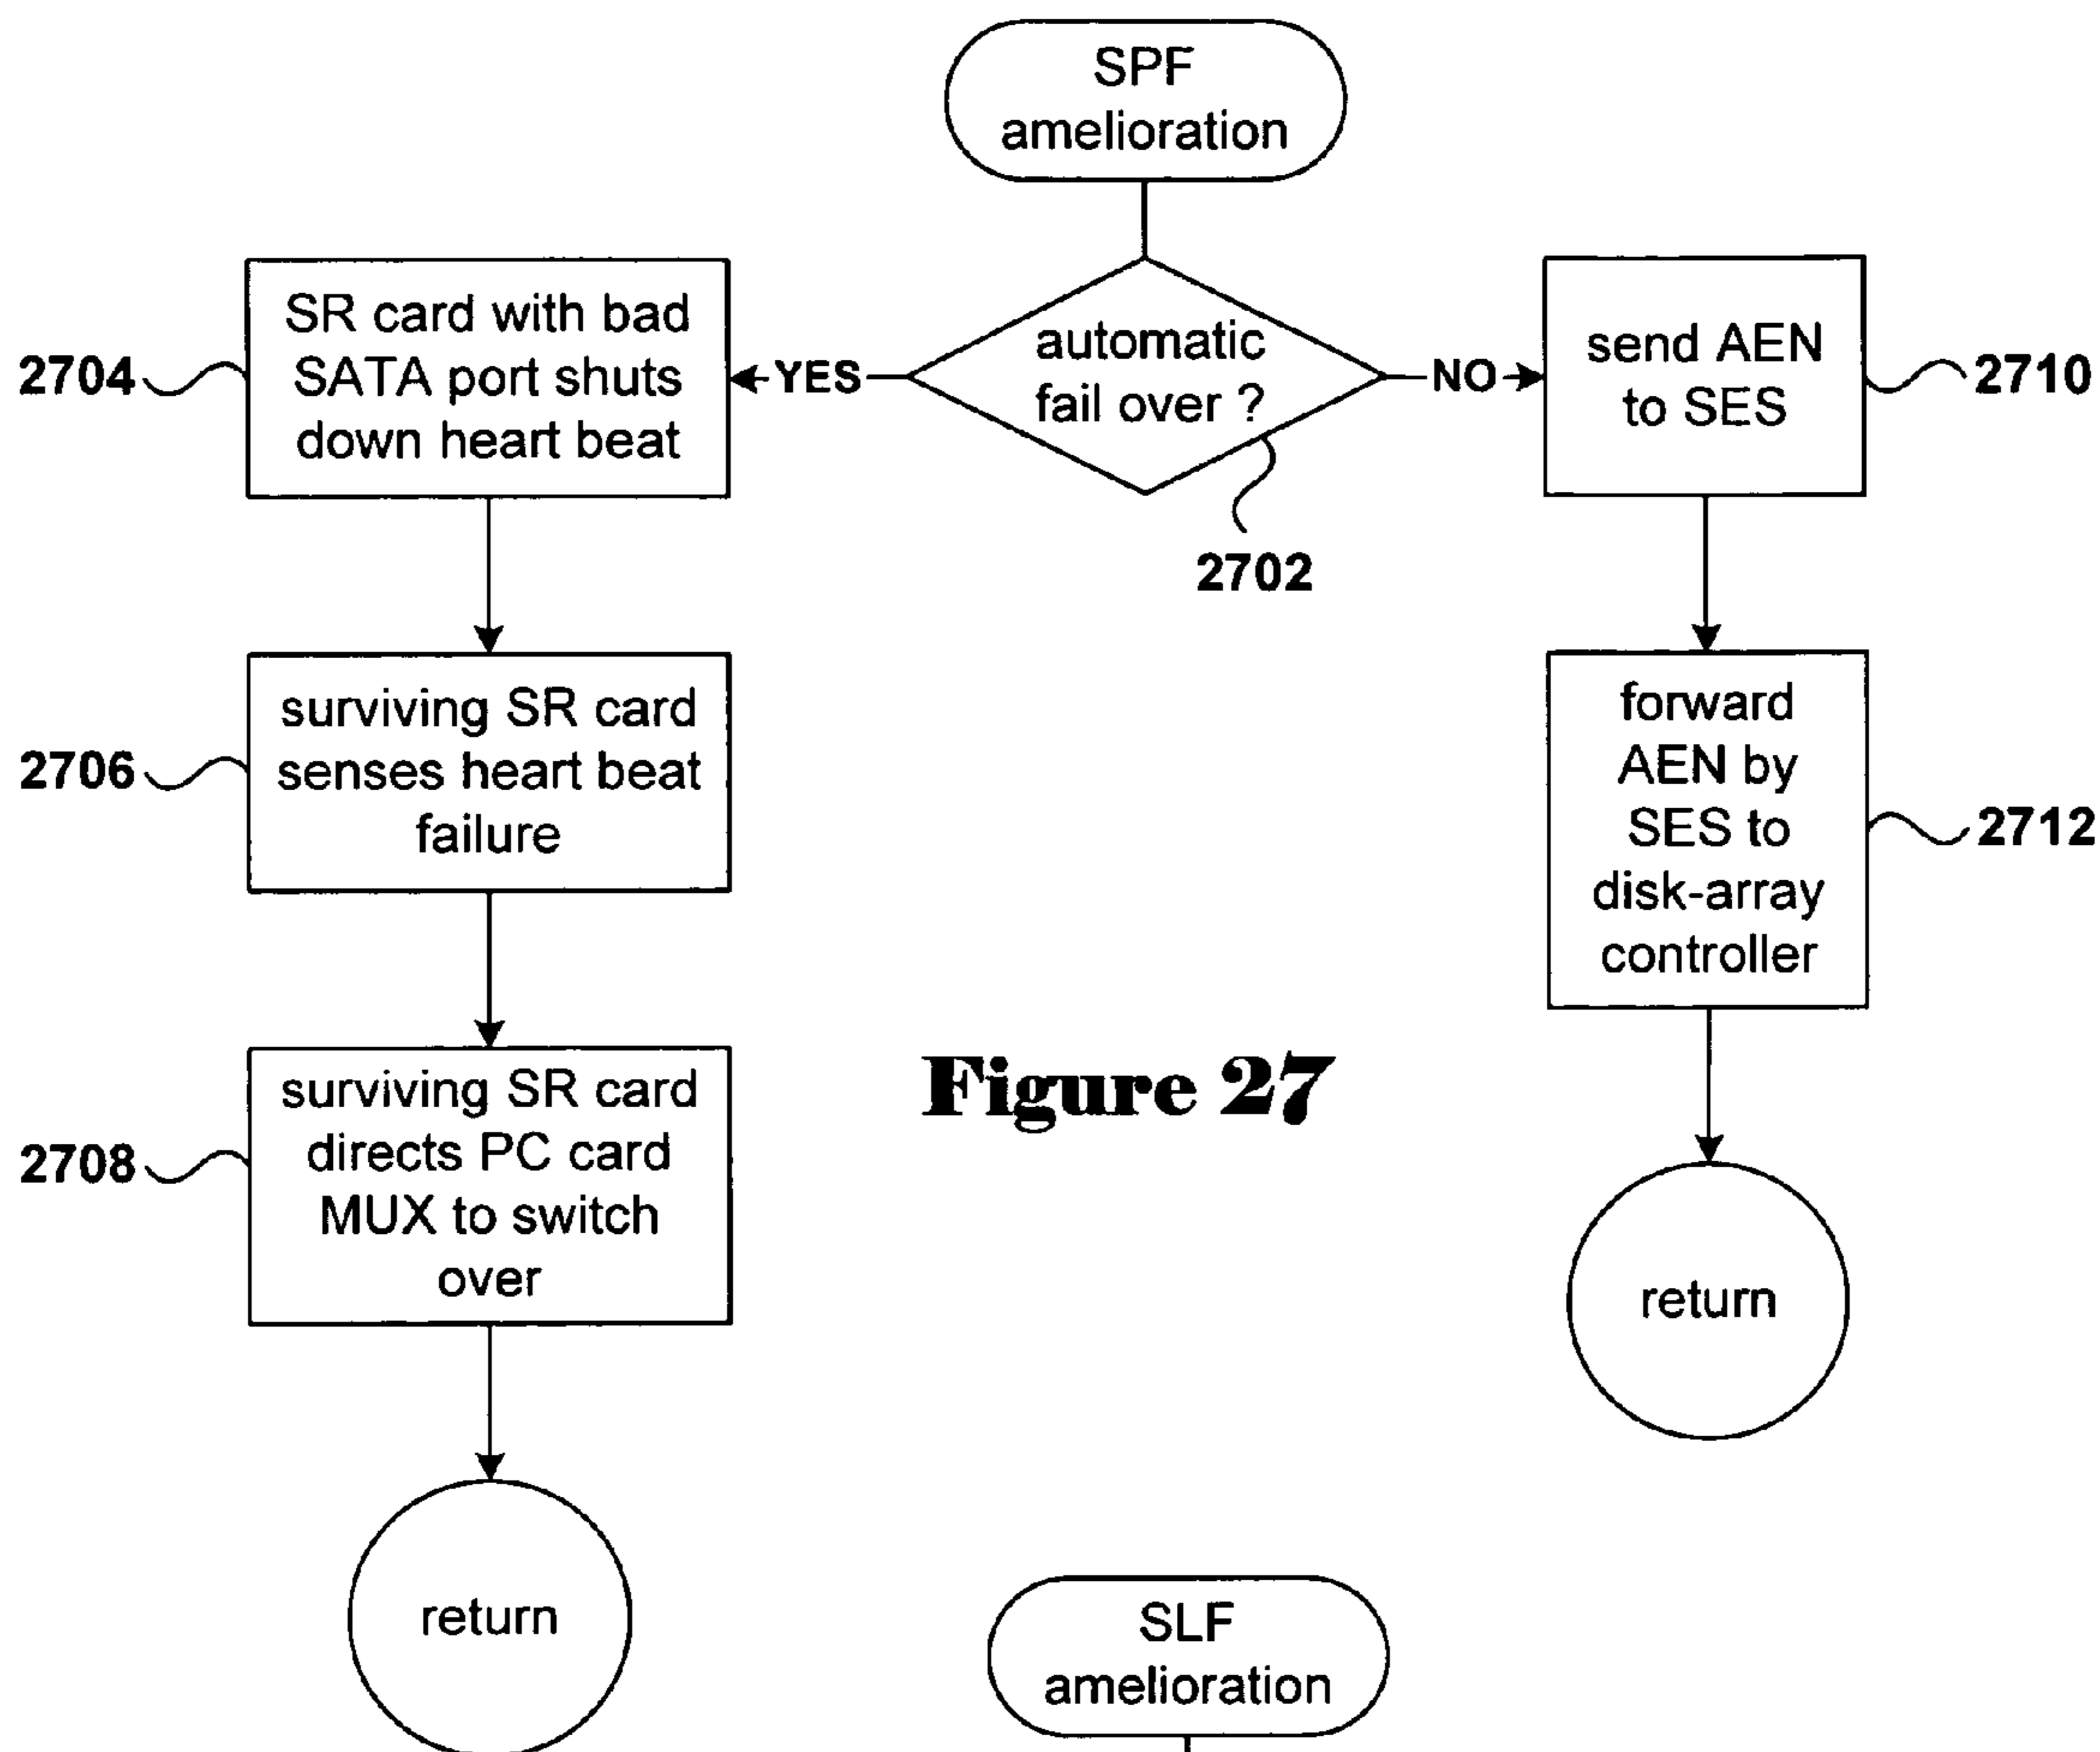 SPF
amelioration
automatic
fail over ?
2702
YES
NO
SR card with bad
SATA port shuts
down heart beat
2704
surviving SR card
senses heart beat
failure
2706
surviving SR card
directs PC card
MUX to switch
over
2708
return
send AEN
to SES
2710
forward
AEN by
SES to
disk-array
controller
2712
return
Figure 27
SLF
amelioration